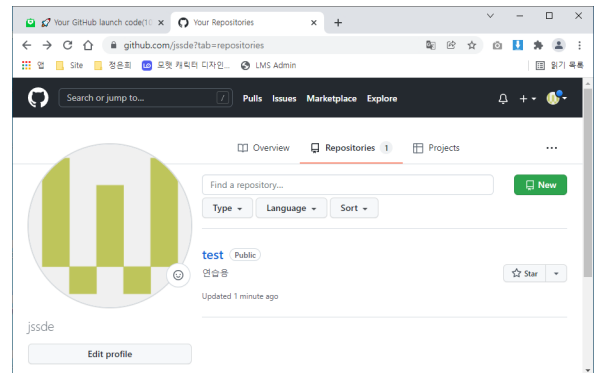 Your GitHub launch code(10
Your Repositories
github.com/jssde?tab=repositories
앱
Site
정은희
모햇 캐릭터 디자인...
LMS Admin
읽기 목록
Search or jump to...
/
Pulls Issues Marketplace Explore
Overview
Repositories 1
Projects
Find a repository...
New
Type
Language
Sort
test Public
연습용
Star
Updated 1 minute ago
jssde
Edit profile